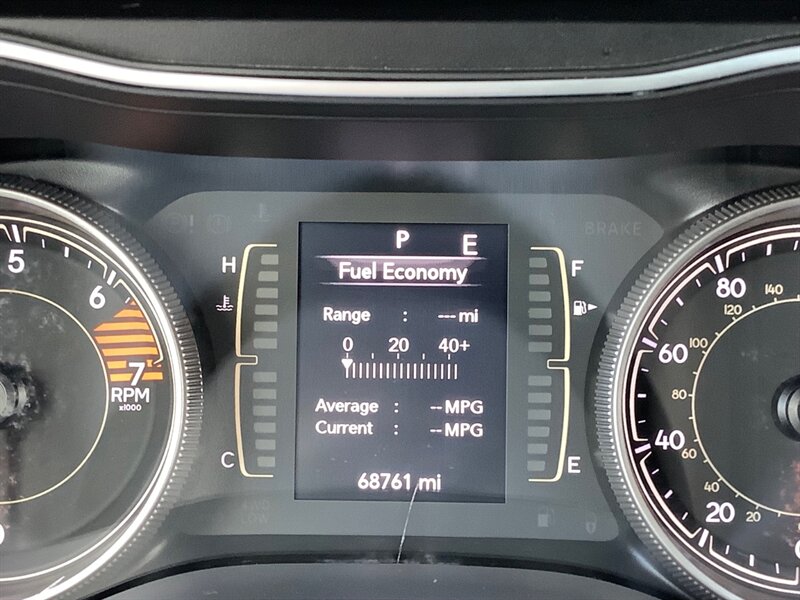 5
6
7
RPM
x1000
H
C
P E
Fuel Economy
Range : --- mi
0 20 40+
Average : -- MPG
Current : -- MPG
68761 mi
BRAKE
F
E
80
60
40
20
140
120
100
80
60
40
20